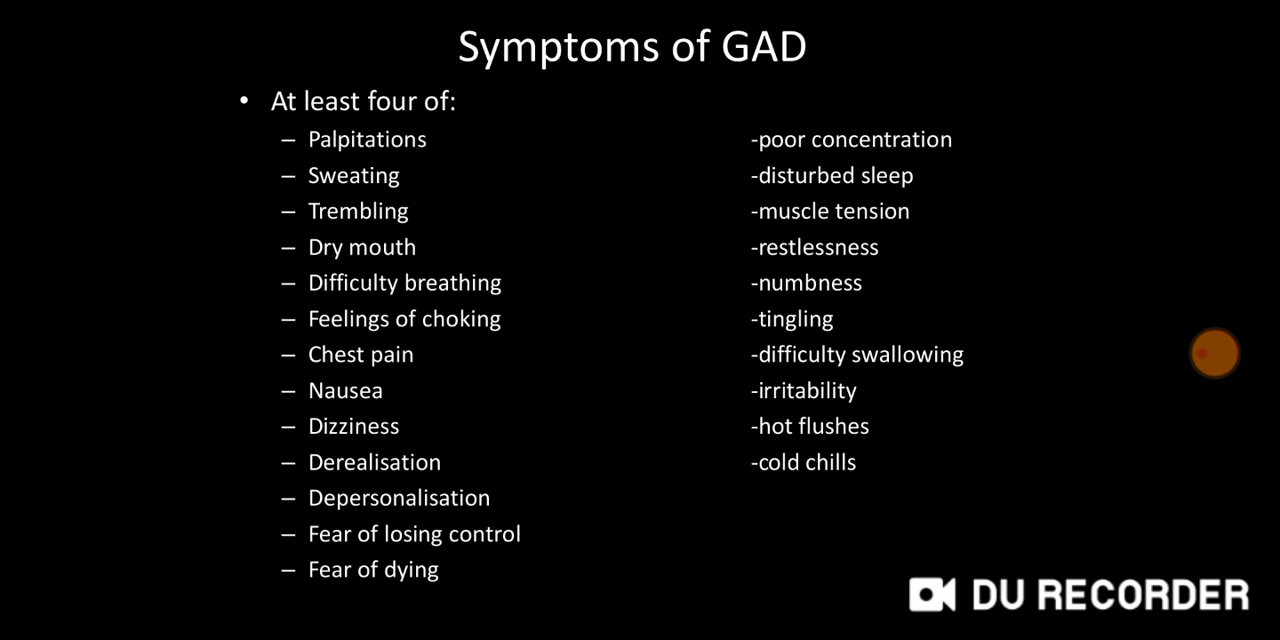 Symptoms of GAD
• At least four of:
– Palpitations
– Sweating
– Trembling
– Dry mouth
– Difficulty breathing
– Feelings of choking
– Chest pain
– Nausea
– Dizziness
– Derealisation
– Depersonalisation
– Fear of losing control
– Fear of dying
-poor concentration
-disturbed sleep
-muscle tension
-restlessness
-numbness
-tingling
-difficulty swallowing
-irritability
-hot flushes
-cold chills
DU RECORDER